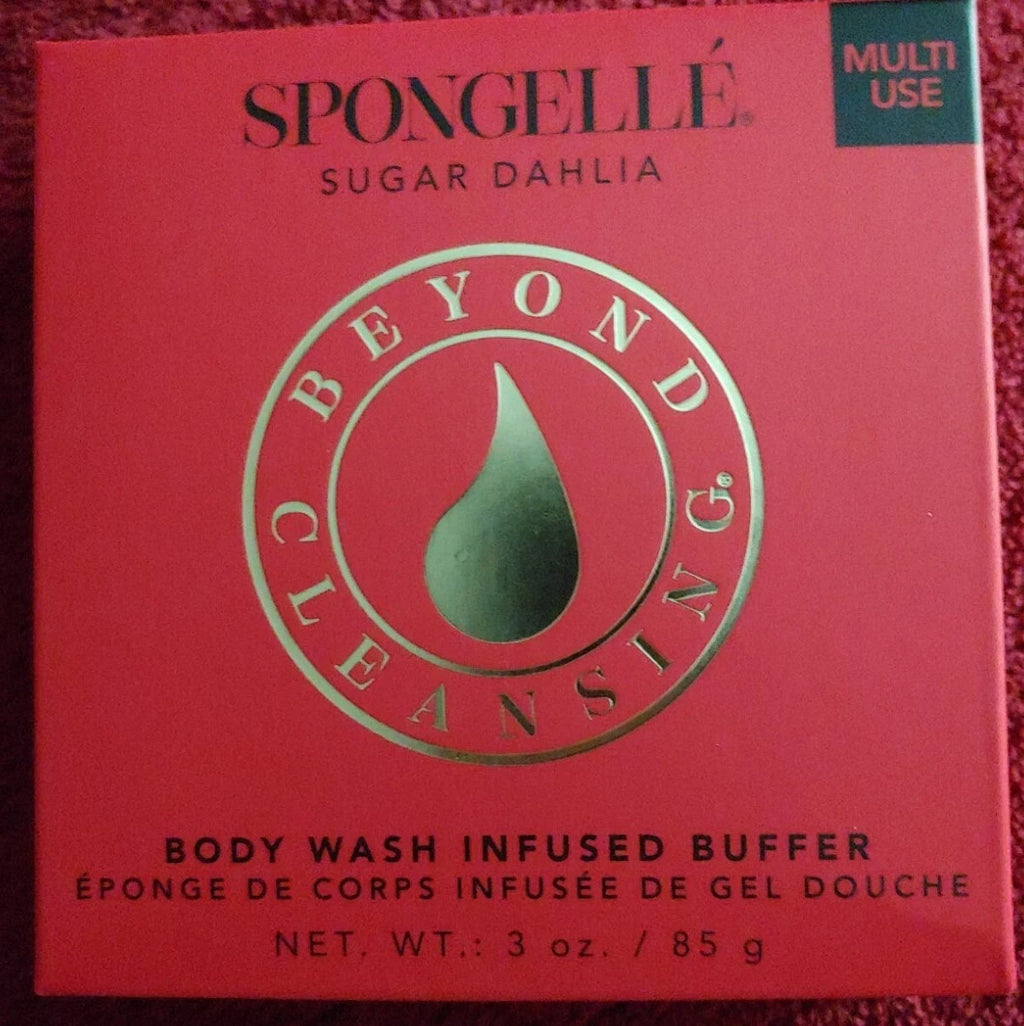 MULTI
USE
SPONGELLÉ®
SUGAR DAHLIA
BEYOND
CLEANSING®
BODY WASH INFUSED BUFFER
ÉPONGE DE CORPS INFUSÉE DE GEL DOUCHE
NET. WT.: 3 oz. / 85 g